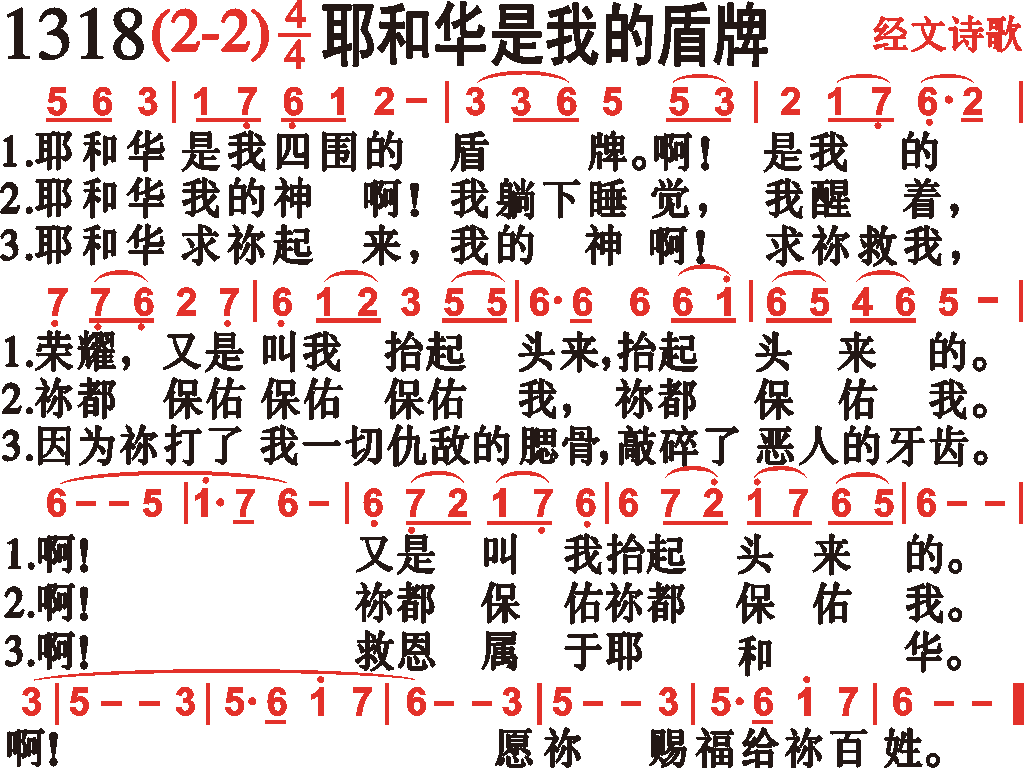 1318(2-2) 4/4 耶和华是我的盾牌 经文诗歌
5 6 3 | 1 7 6 1 2 - | 3 3 6 5 5 3 | 2 1 7 6·2 |
1.耶和华 是我四围的 盾 牌。啊！ 是我 的
2.耶和华 我的神 啊！我躺下睡 觉， 我醒 着，
3.耶和华 求祢起 来，我的 神 啊！ 求祢救我，
7 7 6 2 7 | 6 1 2 3 5 5 | 6·6 6 6 1 | 6 5 4 6 5 - |
1.荣耀，又是 叫我 抬起 头来，抬起 头 来 的。
2.祢都 保佑 保佑 保佑 我， 祢都 保 佑 我。
3.因为祢打了 我一切仇敌的腮骨，敲碎了 恶人的牙齿。
6 - - 5 | 1·7 6 - | 6 7 2 1 7 6 | 6 7 2 1 7 6 5 | 6 - - |
1.啊！ 又是 叫 我抬起 头 来 的。
2.啊！ 祢都 保 佑祢都 保 佑 我。
3.啊！ 救恩 属 于耶 和 华。
3 | 5 - - 3 | 5·6 1 7 | 6 - - 3 | 5 - - 3 | 5·6 1 7 | 6 - -
啊！ 愿祢 赐福给祢百姓。